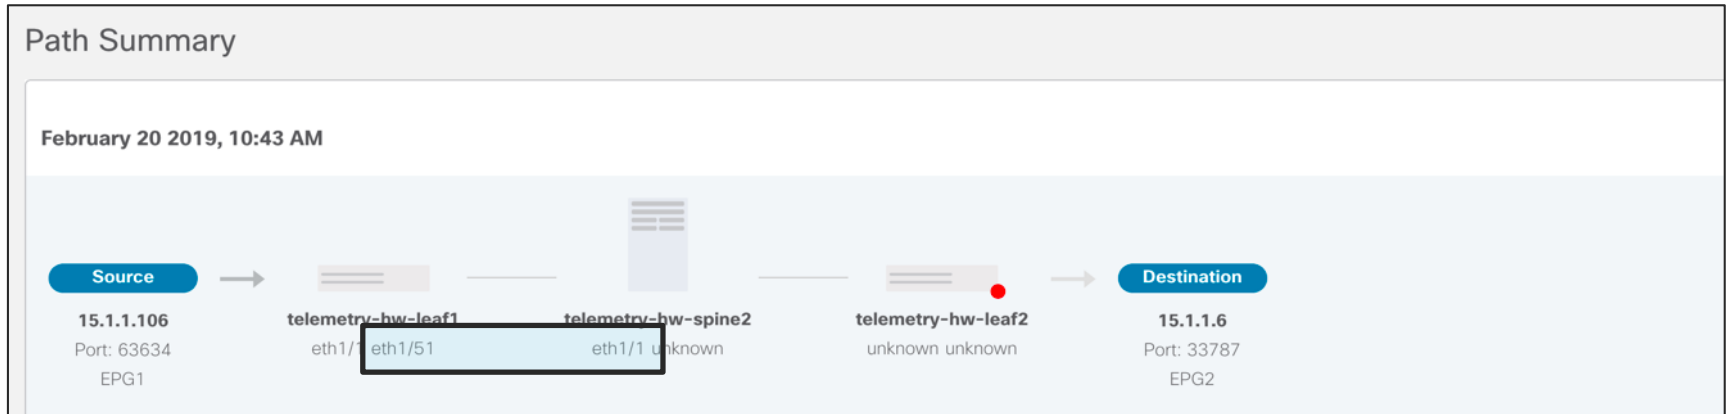 Path Summary
February 20 2019, 10:43 AM
Source
Destination
15.1.1.106
telemetry-hw-leaf1
telemetry-hw-spine2
telemetry-hw-leaf2
15.1.1.6
Port: 63634
eth1/1 eth1/51
eth1/1 unknown
unknown unknown
Port: 33787
EPG1
EPG2